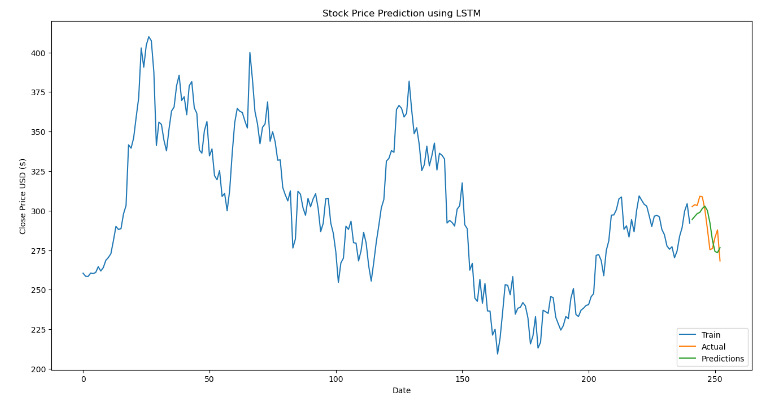 Stock Price Prediction using LSTM
Close Price USD ($)
400
375
350
325
300
275
250
225
200
0 50 100 150 200 250
Date
Train
Actual
Predictions